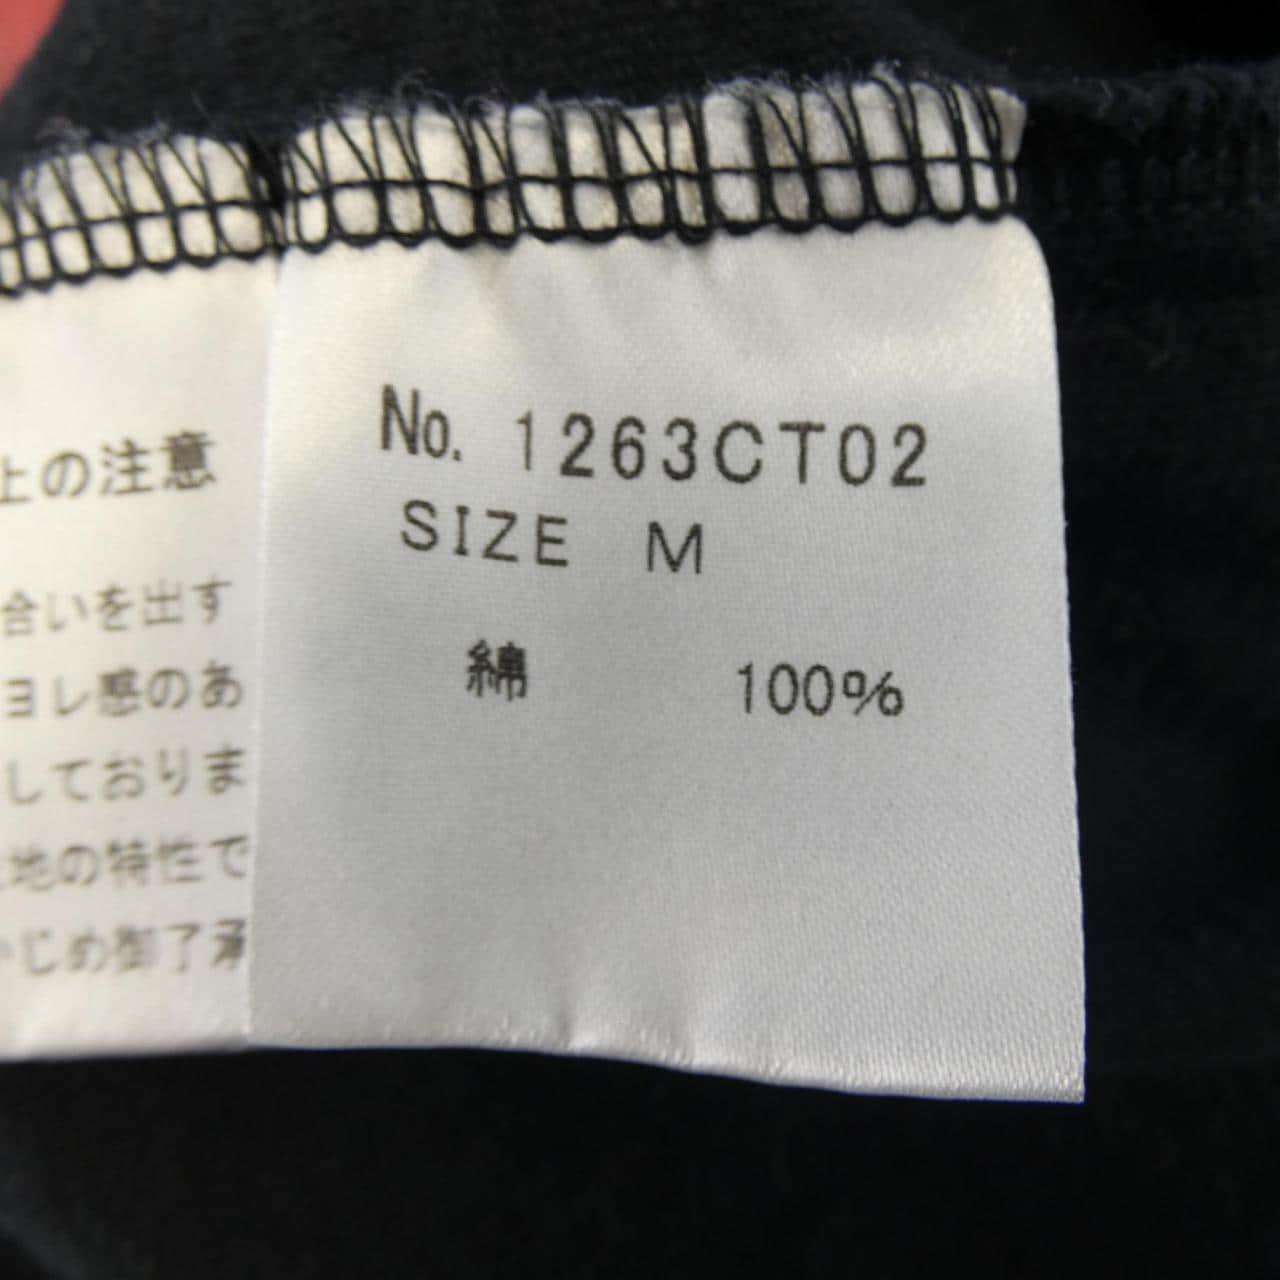 No. 1263CT02
SIZE M
綿 100%
上の注意
合いを出す
ヨレ感のあ
しておりま
地の特性で
かじめ御了承